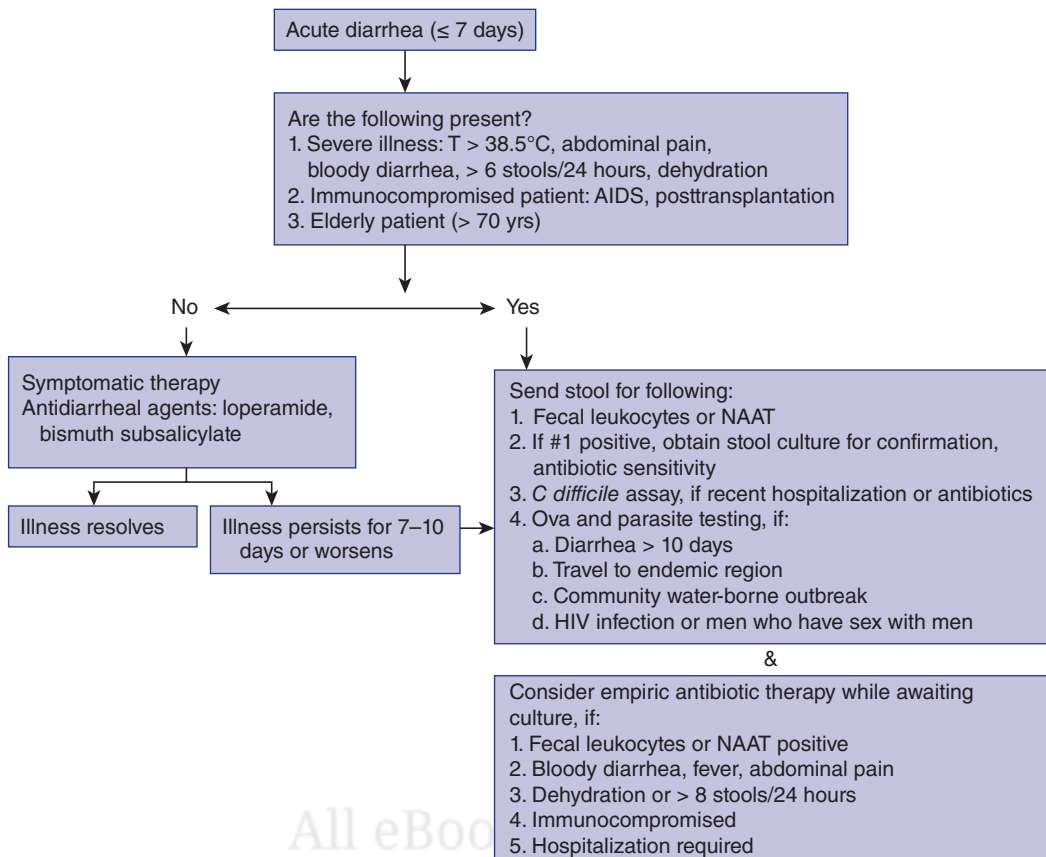 Acute diarrhea (≤ 7 days)
Are the following present?
1. Severe illness: T > 38.5°C, abdominal pain,
bloody diarrhea, > 6 stools/24 hours, dehydration
2. Immunocompromised patient: AIDS, posttransplantation
3. Elderly patient (> 70 yrs)
No
Yes
Symptomatic therapy
Antidiarrheal agents: loperamide,
bismuth subsalicylate
Illness resolves
Illness persists for 7–10
days or worsens
Send stool for following:
1. Fecal leukocytes or NAAT
2. If #1 positive, obtain stool culture for confirmation,
antibiotic sensitivity
3. C difficile assay, if recent hospitalization or antibiotics
4. Ova and parasite testing, if:
a. Diarrhea > 10 days
b. Travel to endemic region
c. Community water-borne outbreak
d. HIV infection or men who have sex with men
&
Consider empiric antibiotic therapy while awaiting
culture, if:
1. Fecal leukocytes or NAAT positive
2. Bloody diarrhea, fever, abdominal pain
3. Dehydration or > 8 stools/24 hours
4. Immunocompromised
5. Hospitalization required
All